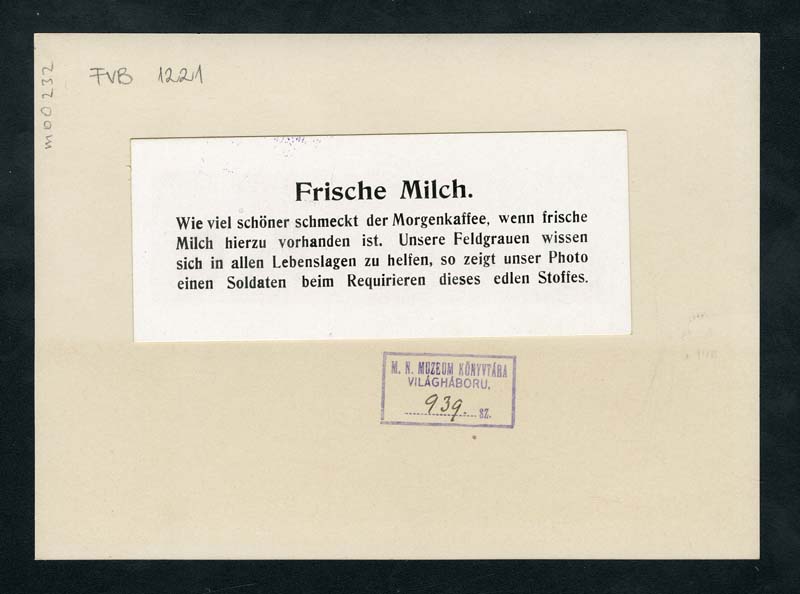 FVB 1221
m00232
Frische Milch.
Wie viel schöner schmeckt der Morgenkaffee, wenn frische
Milch hierzu vorhanden ist. Unsere Feldgrauen wissen
sich in allen Lebenslagen zu helfen, so zeigt unser Photo
einen Soldaten beim Requirieren dieses edlen Stoffes.
M. N. MUZEUM KÖNYVTÁRA
VILÁGHÁBORU.
939. SZ.